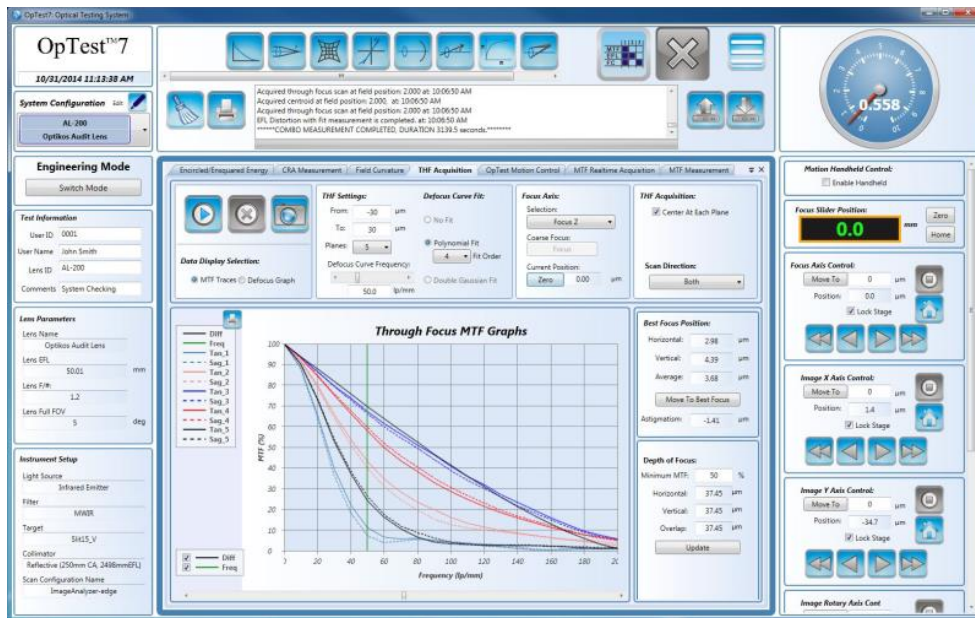 OpTest7: Optical Testing System
OpTest™7
10/31/2014 11:13:38 AM
System Configuration Edit
AL-200
Optikos Audit Lens
Acquired through focus scan at field position: 2.000 at: 10:06:50 AM
Acquired centroid at field position: 2.000, at: 10:06:50 AM
Acquired through focus scan at field position: 2.000 at: 10:06:50 AM
EFL Distortion with Fit measurement is completed. at: 10:06:50 AM
*****COMBO MEASUREMENT COMPLETED, DURATION 3139.5 seconds.********
MTF
EFL
0.558
Engineering Mode
Switch Mode
Test Information
User ID 0001
User Name John Smith
Lens ID AL-200
Comments System Checking
Lens Parameters
Lens Name
Optikos Audit Lens
Lens EFL
50.01 mm
Lens F/#:
1.2
Lens Full FOV
5 deg
Instrument Setup
Light Source
Infrared Emitter
Filter
MWIR
Target
Slit15_V
Collimator
Reflective (250mm CA, 2498mmEFL)
Scan Configuration Name
ImageAnalyzer-edge
Encircled/Ensquared Energy CRA Measurement Field Curvature THF Acquisition OpTest Motion Control MTF Realtime Acquisition MTF Measurement
Data Display Selection:
MTF Traces Defocus Graph
THF Settings:
From: -30 µm
To: 30 µm
Planes: 5
Defocus Curve Frequency:
50.0 lp/mm
Defocus Curve Fit:
No Fit
Polynomial Fit
4 Fit Order
Double Gaussian Fit
Focus Axis:
Selection:
Focus 2
Coarse Focus:
Focus
Current Position:
Zero 0.00 µm
THF Acquisition:
Center At Each Plane
Scan Direction:
Both
Through Focus MTF Graphs
Diff
Freq
Tan_1
Sag_1
Tan_2
Sag_2
Tan_3
Sag_3
Tan_4
Sag_4
Tan_5
Sag_5
Diff
Freq
MTF (%)
100
90
80
70
60
50
40
30
20
10
0
20 40 60 80 100 120 140 160 180
Frequency (lp/mm)
Best Focus Position:
Horizontal: 2.98 µm
Vertical: 4.39 µm
Average: 3.68 µm
Move To Best Focus
Astigmatism: -1.41 µm
Depth of Focus:
Minimum MTF: 50 %
Horizontal: 37.45 µm
Vertical: 37.45 µm
Overlap: 37.45 µm
Update
Motion Handheld Control:
Enable Handheld
Focus Slider Position:
0.0 mm
Zero
Home
Focus Axis Control:
Move To 0 µm
Position: 0.0 µm
Lock Stage
Image X Axis Control:
Move To 0 µm
Position: 1.4 µm
Lock Stage
Image Y Axis Control:
Move To 0 µm
Position: -34.7 µm
Lock Stage
Image Rotary Axis Cont